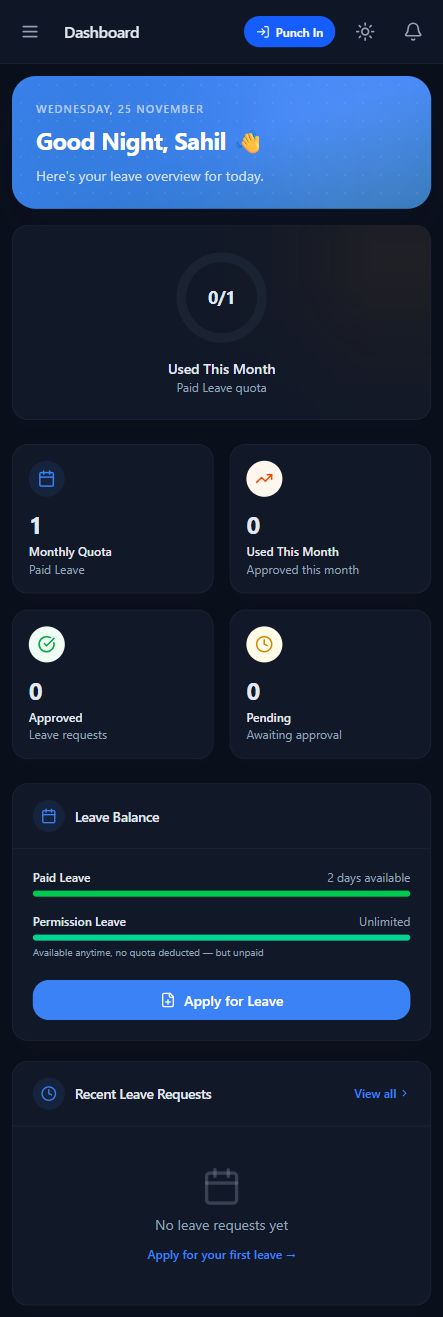 Dashboard
Punch In
WEDNESDAY, 25 NOVEMBER
Good Night, Sahil 👋
Here's your leave overview for today.
0/1
Used This Month
Paid Leave quota
1
Monthly Quota
Paid Leave
0
Used This Month
Approved this month
0
Approved
Leave requests
0
Pending
Awaiting approval
Leave Balance
Paid Leave 2 days available
Permission Leave Unlimited
Available anytime, no quota deducted — but unpaid
Apply for Leave
Recent Leave Requests View all
No leave requests yet
Apply for your first leave →